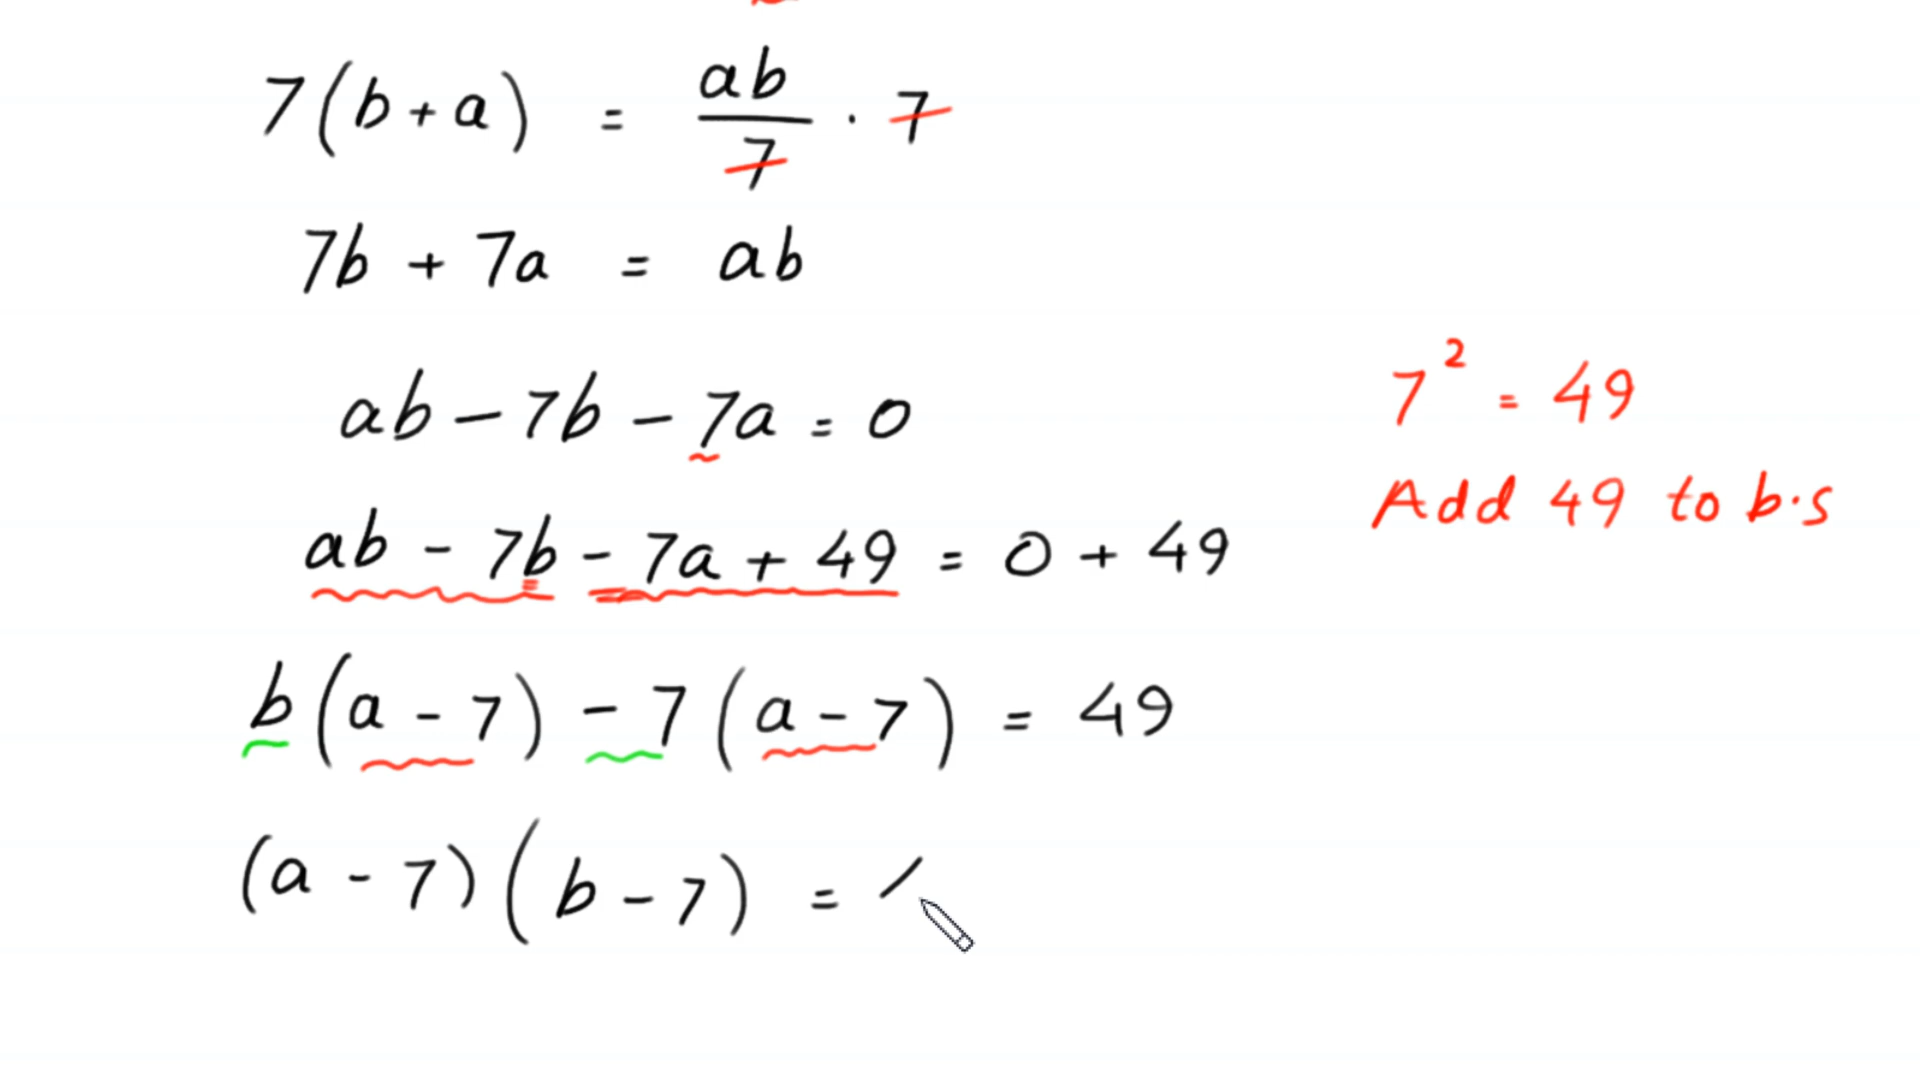 7(b+a) = ab/7 · 7
7b + 7a = ab
ab - 7b - 7a = 0
7² = 49
Add 49 to b.s
ab - 7b - 7a + 49 = 0 + 49
b(a - 7) - 7(a - 7) = 49
(a - 7)(b - 7) =